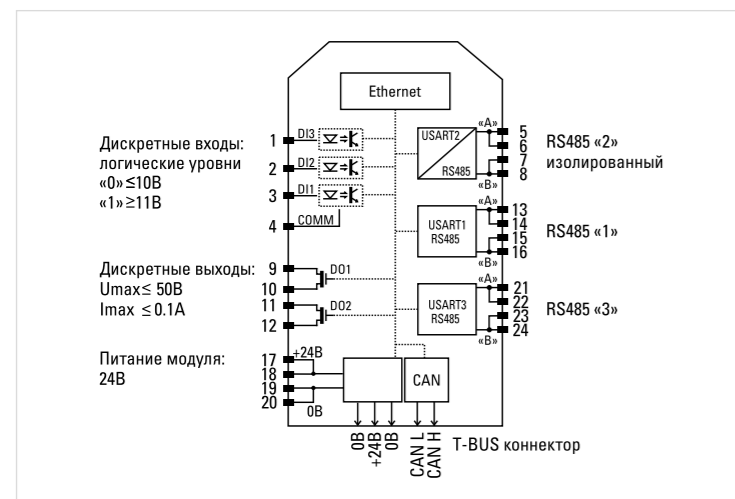 Ethernet
Дискретные входы:
логические уровни
«0»≤10В
«1»≥11В
1 DI3
2 DI2
3 DI1
4 COMM
USART2
RS485
«А»
5
6
7
8
«В»
RS485 «2»
изолированный
USART1
RS485
«А»
13
14
15
16
«В»
RS485 «1»
Дискретные выходы:
Umax≤ 50В
Imax ≤0.1А
9
10
DO1
11
12
DO2
USART3
RS485
«А»
21
22
23
24
«В»
RS485 «3»
Питание модуля:
24В
17 +24В
18
19
20 0В
CAN
0В
+24В
0В
CAN L
CAN H
T-BUS коннектор